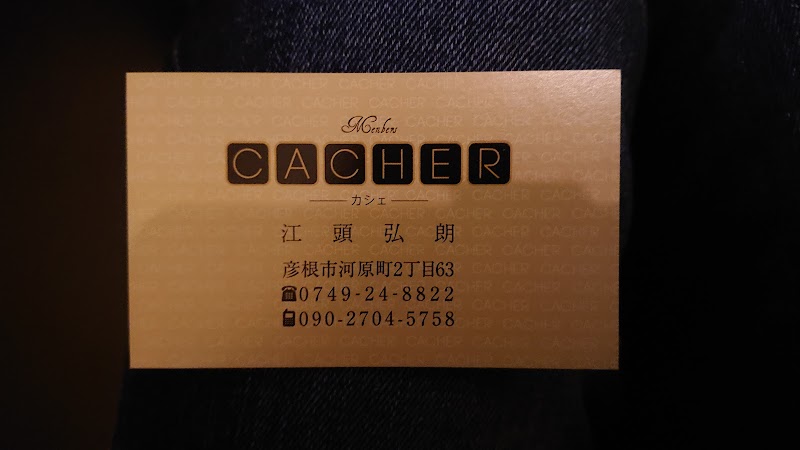 Menbers
CACHER
カシェ
江頭弘朗
彦根市河原町2丁目63
☎0749-24-8822
📱090-2704-5758